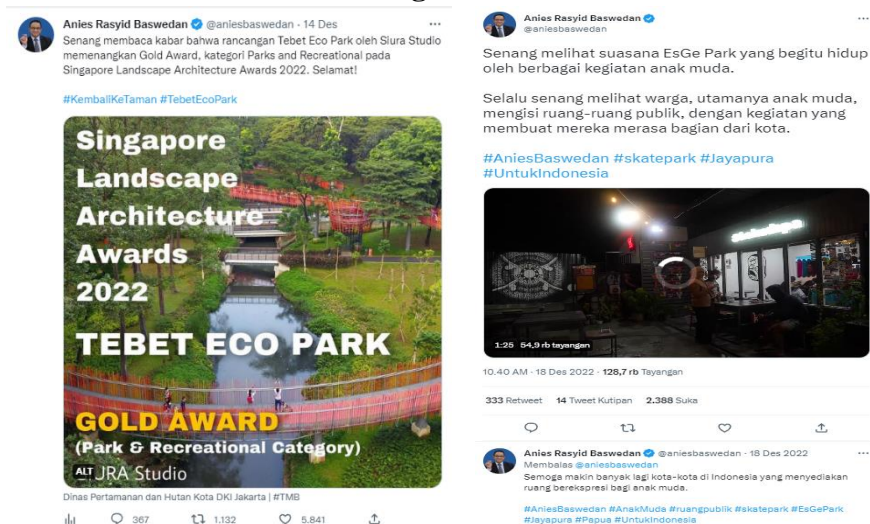 Anies Rasyid Baswedan @aniesbaswedan · 14 Des
Senang membaca kabar bahwa rancangan Tebet Eco Park oleh Siura Studio
memenangkan Gold Award, kategori Parks and Recreational pada
Singapore Landscape Architecture Awards 2022. Selamat!
#KembaliKeTaman #TebetEcoPark
Singapore
Landscape
Architecture
Awards
2022
TEBET ECO PARK
GOLD AWARD
(Park & Recreational Category)
ALT URA Studio
Dinas Pertamanan dan Hutan Kota DKI Jakarta | #TMB
367 1.132 5.841
Anies Rasyid Baswedan
@aniesbaswedan
Senang melihat suasana EsGe Park yang begitu hidup
oleh berbagai kegiatan anak muda.
Selalu senang melihat warga, utamanya anak muda,
mengisi ruang-ruang publik, dengan kegiatan yang
membuat mereka merasa bagian dari kota.
#AniesBaswedan #skatepark #Jayapura
#UntukIndonesia
1:25 54,9 rb tayangan
10.40 AM · 18 Des 2022 · 128,7 rb Tayangan
333 Retweet 14 Tweet Kutipan 2.388 Suka
Anies Rasyid Baswedan @aniesbaswedan · 18 Des 2022
Membalas @aniesbaswedan
Semoga makin banyak lagi kota-kota di Indonesia yang menyediakan
ruang berekspresi bagi anak muda.
#AniesBaswedan #AnakMuda #ruangpublik #skatepark #EsGePark
#Jayapura #Papua #UntukIndonesia